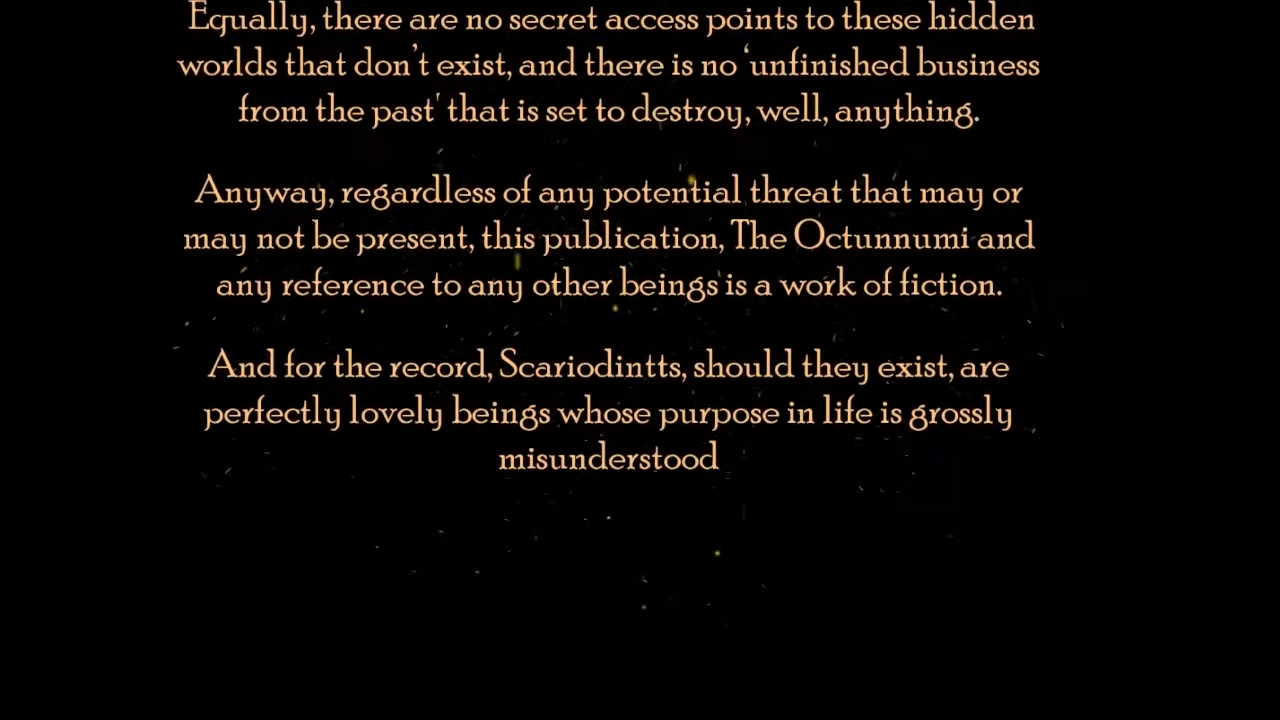 Equally, there are no secret access points to these hidden
worlds that don’t exist, and there is no ‘unfinished business
from the past' that is set to destroy, well, anything.
Anyway, regardless of any potential threat that may or
may not be present, this publication, The Octunnumi and
any reference to any other beings is a work of fiction.
And for the record, Scariodintts, should they exist, are
perfectly lovely beings whose purpose in life is grossly
misunderstood